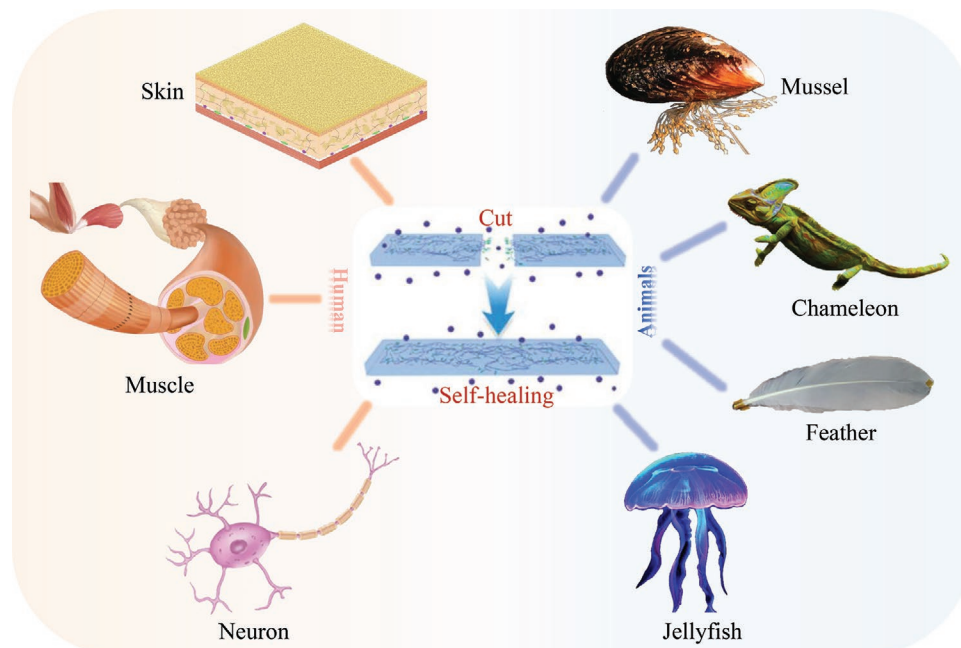 Skin
Mussel
Cut
Human
Animals
Chameleon
Muscle
Self-healing
Feather
Neuron
Jellyfish